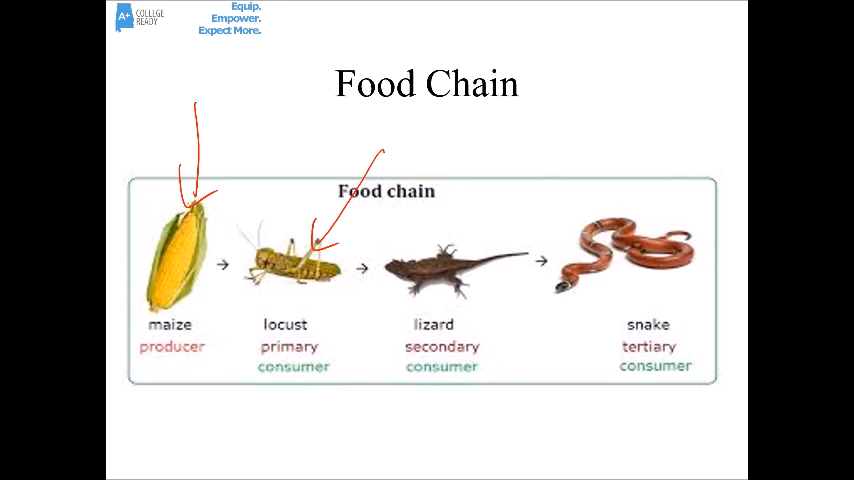 A+ COLLEGE
READY
Equip.
Empower.
Expect More.
Food Chain
Food chain
maize locust lizard snake
producer primary secondary tertiary
consumer consumer consumer